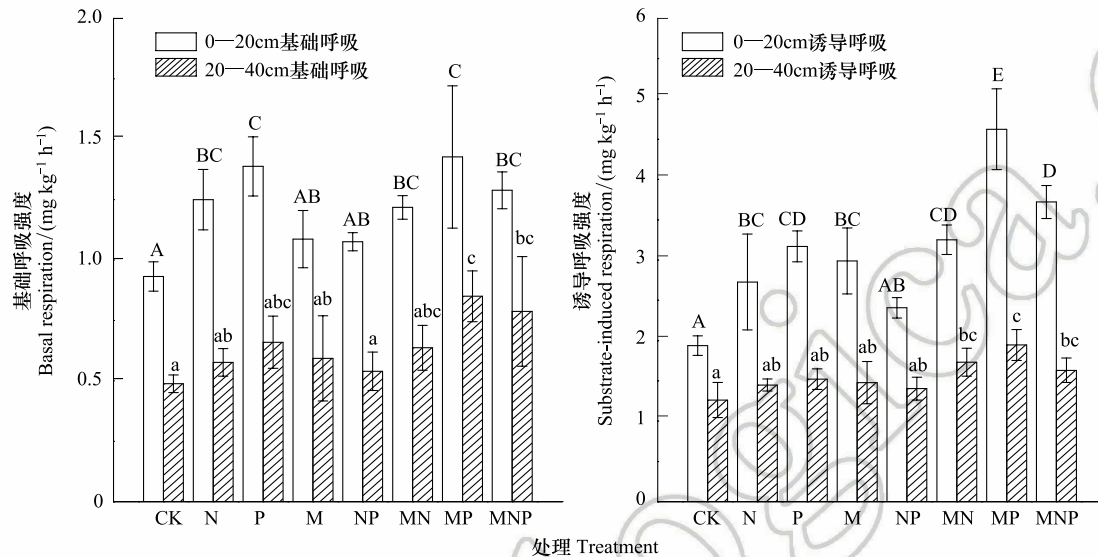 2.0
1.5
1.0
0.5
0
基础呼吸强度
Basal respiration/(mg kg⁻¹ h⁻¹)
0—20cm基础呼吸
20—40cm基础呼吸
A
a
BC
ab
C
abc
AB
ab
AB
a
BC
abc
C
c
BC
bc
CK N P M NP MN MP MNP
6
5
4
3
2
1
0
诱导呼吸强度
Substrate-induced respiration/(mg kg⁻¹ h⁻¹)
0—20cm诱导呼吸
20—40cm诱导呼吸
A
a
BC
ab
CD
ab
BC
ab
AB
ab
CD
bc
E
c
D
bc
CK N P M NP MN MP MNP
处理 Treatment